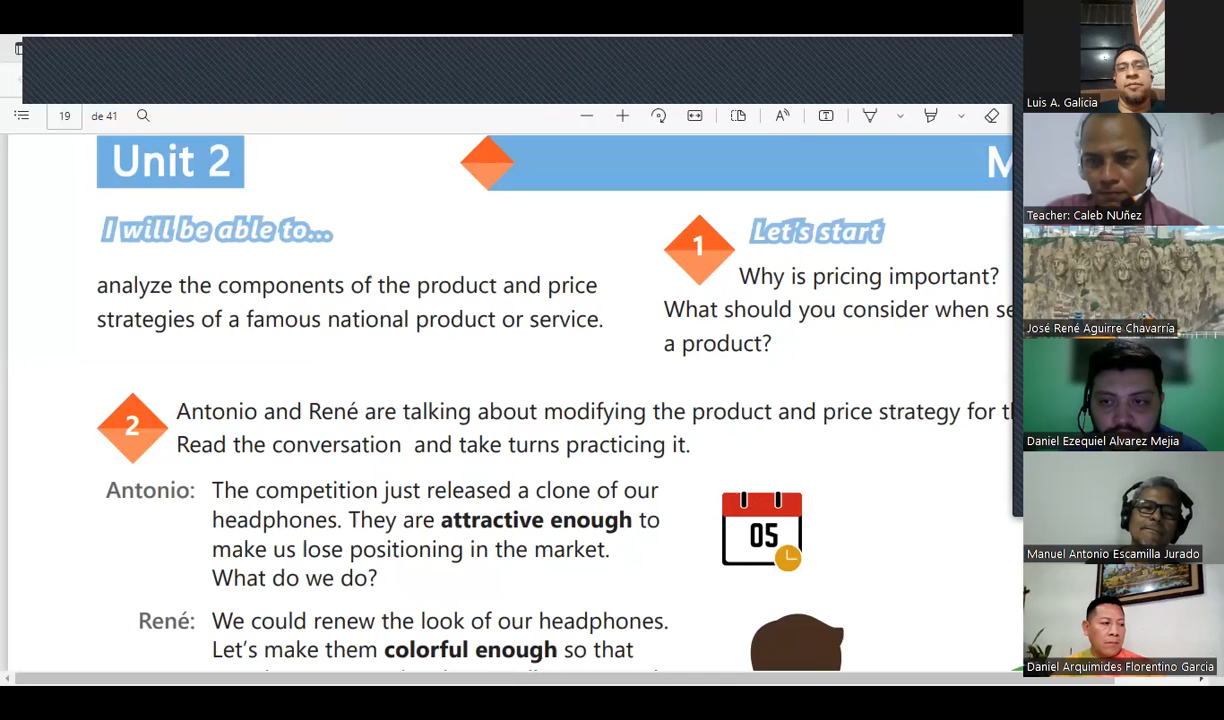 19 de 41
Unit 2
M
I will be able to...
analyze the components of the product and price
strategies of a famous national product or service.
1
Let's start
Why is pricing important?
What should you consider when se
a product?
2
Antonio and René are talking about modifying the product and price strategy for th
Read the conversation and take turns practicing it.
Antonio: The competition just released a clone of our
headphones. They are attractive enough to
make us lose positioning in the market.
What do we do?
05
René: We could renew the look of our headphones.
Let's make them colorful enough so that
Luis A. Galicia
Teacher: Caleb NUñez
José René Aguirre Chavarría
Daniel Ezequiel Alvarez Mejia
Manuel Antonio Escamilla Jurado
Daniel Arquimides Florentino Garcia